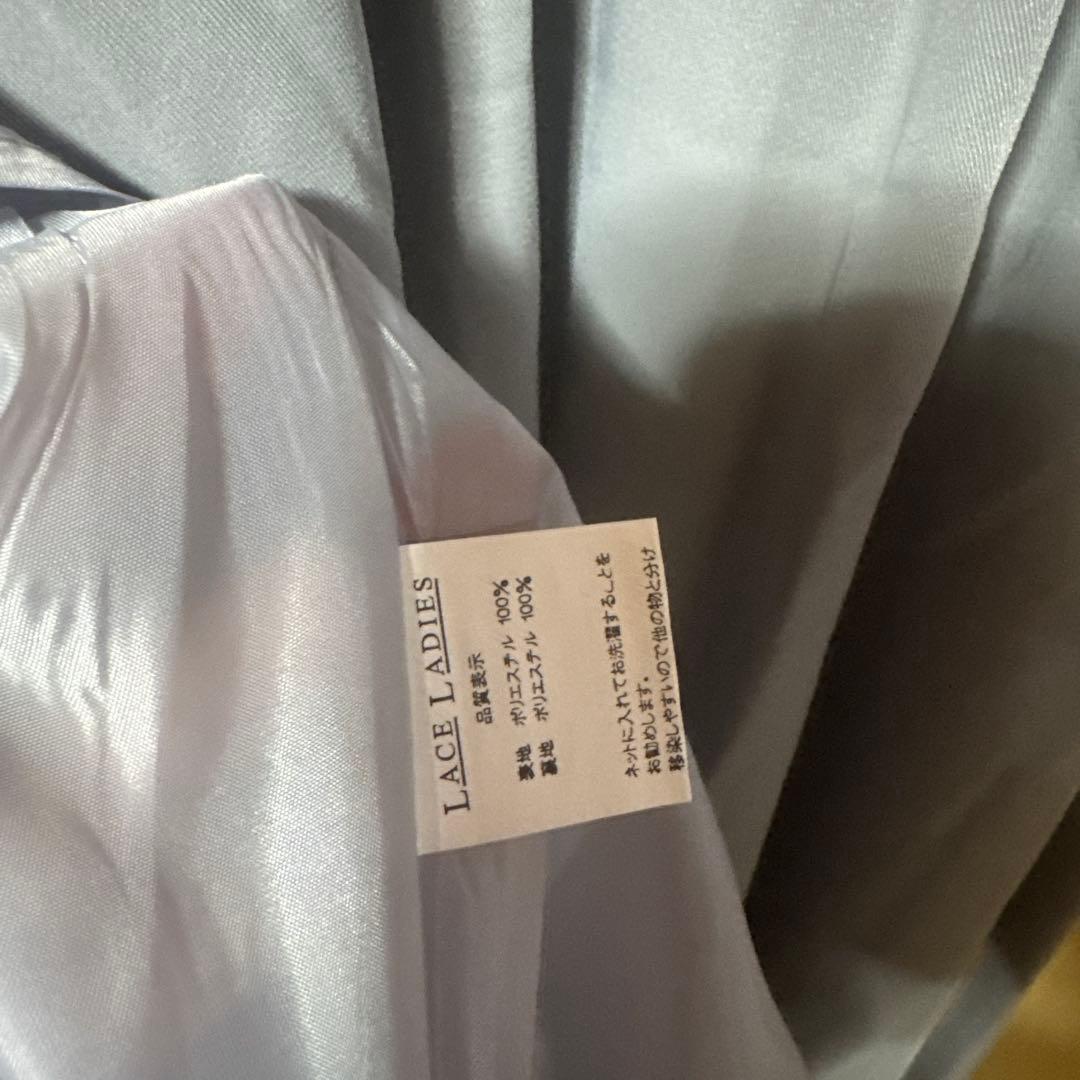 LACE LADIES
品質表示
表地 ポリエステル 100%
裏地 ポリエステル 100%
ネットに入れてお洗濯することを
お勧めします。
移染しやすいので他の物と分け